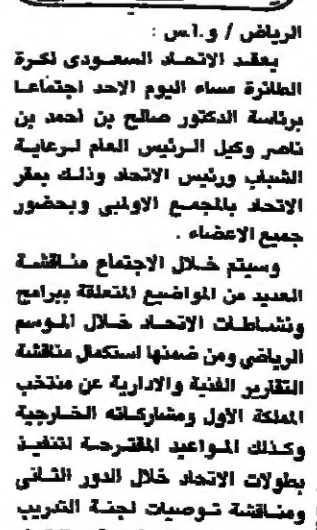 الرياض / و.اس :
يعقد الاتحاد السعودى لكرة
الطائرة مساء اليوم الاحد اجتماعا
برئاسة الدكتور صالح بن احمد بن
ناصر وكيل الرئيس العام لرعاية
الشباب ورئيس الاتحاد وذلك بمقر
الاتحاد بالمجمع الاولمبي وبحضور
جميع الاعضاء .
وسيتم خلال الاجتماع مناقشة
العديد من المواضيع المتعلقة ببرامج
ونشاطات الاتحاد خلال الموسم
الرياضي ومن ضمنها استكمال مناقشة
التقارير الفنية والادارية عن منتخب
المملكة الأول ومشاركاته الخارجية
وكذلك المواعيد المقترحة لتنفيذ
بطولات الاتحاد خلال الدور الثانى
ومناقشة توصيات لجنة التدريب